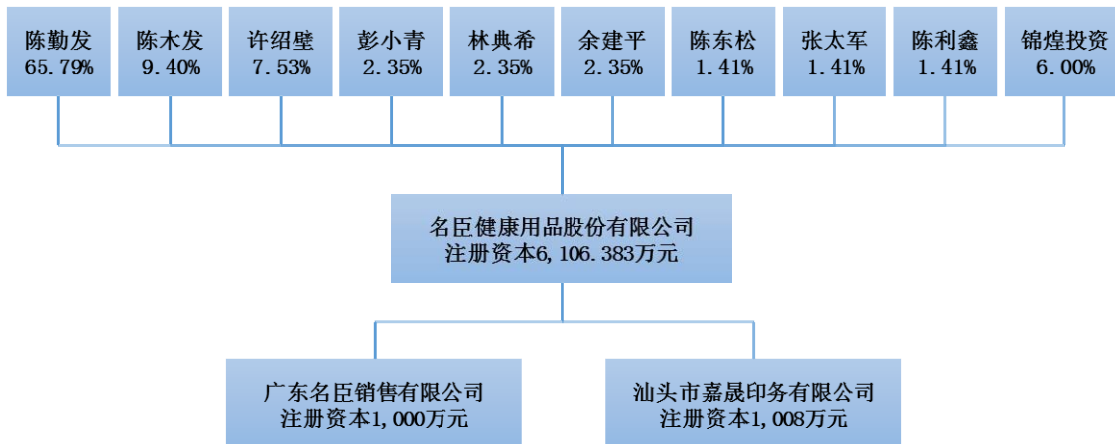 陈勤发
65.79%
陈木发
9.40%
许绍壁
7.53%
彭小青
2.35%
林典希
2.35%
余建平
2.35%
陈东松
1.41%
张太军
1.41%
陈利鑫
1.41%
锦煌投资
6.00%
名臣健康用品股份有限公司
注册资本6,106.383万元
广东名臣销售有限公司
注册资本1,000万元
汕头市嘉晟印务有限公司
注册资本1,008万元